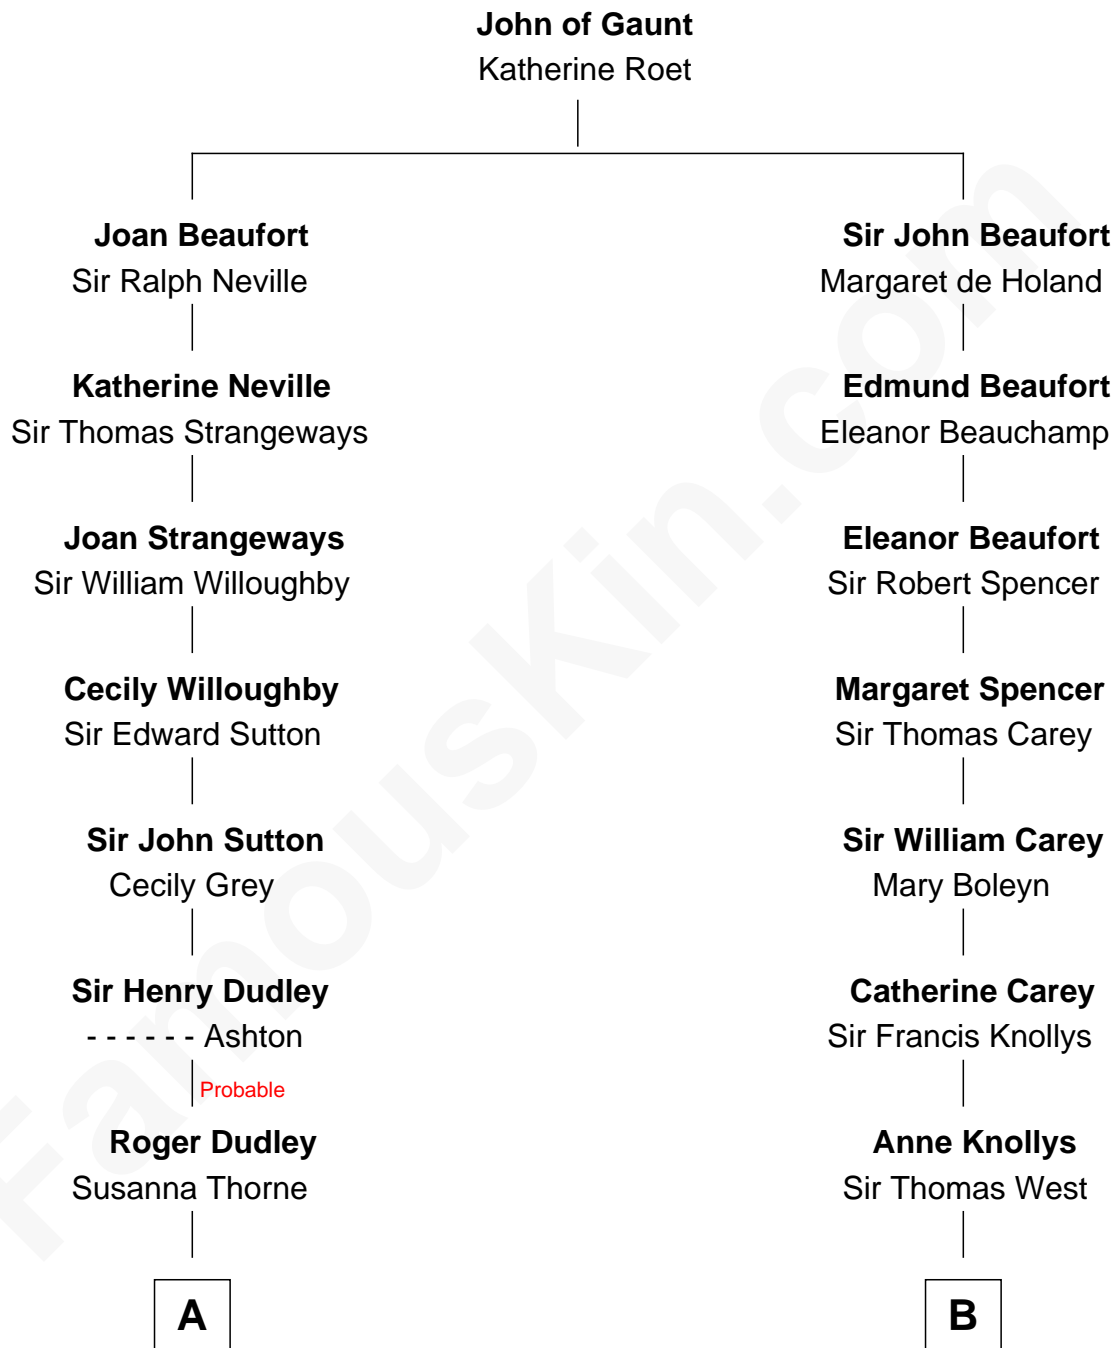 John of Gaunt
Katherine Roet
Joan Beaufort
Sir Ralph Neville
Katherine Neville
Sir Thomas Strangeways
Joan Strangeways
Sir William Willoughby
Cecily Willoughby
Sir Edward Sutton
Sir John Sutton
Cecily Grey
Sir Henry Dudley
- - - - - - Ashton
Probable
Roger Dudley
Susanna Thorne
A
Sir John Beaufort
Margaret de Holand
Edmund Beaufort
Eleanor Beauchamp
Eleanor Beaufort
Sir Robert Spencer
Margaret Spencer
Sir Thomas Carey
Sir William Carey
Mary Boleyn
Catherine Carey
Sir Francis Knollys
Anne Knollys
Sir Thomas West
B
FamousKin.com